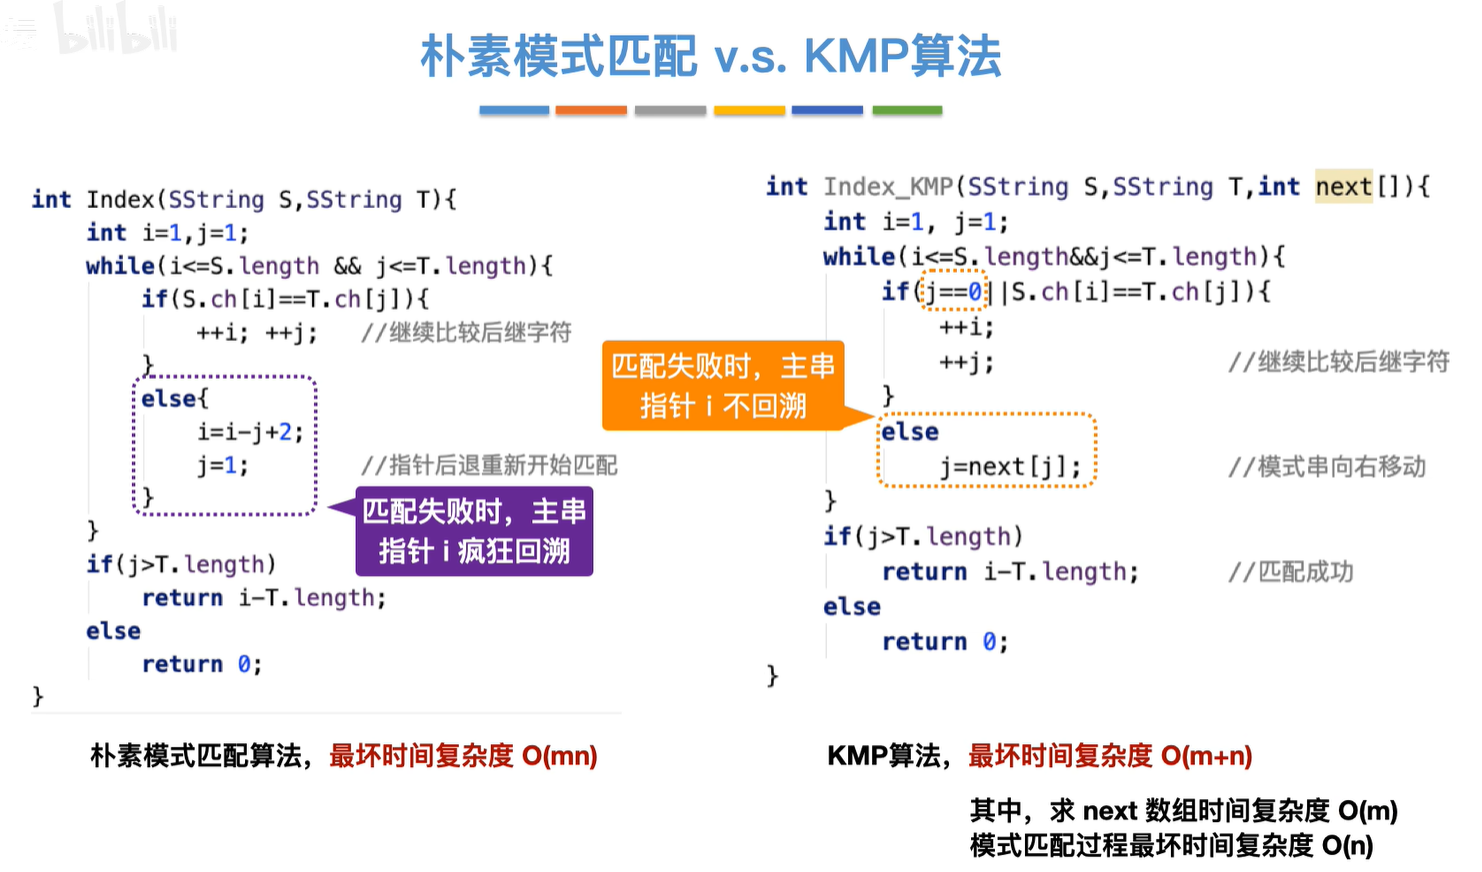 bilibili
朴素模式匹配 v.s. KMP算法
int Index(SString S,SString T){
int i=1,j=1;
while(i<=S.length && j<=T.length){
if(S.ch[i]==T.ch[j]){
++i; ++j; //继续比较后继字符
}
else{
i=i-j+2;
j=1; //指针后退重新开始匹配
}
}
if(j>T.length)
return i-T.length;
else
return 0;
}
匹配失败时，主串
指针 i 疯狂回溯
朴素模式匹配算法，最坏时间复杂度 O(mn)
int Index_KMP(SString S,SString T,int next[]){
int i=1, j=1;
while(i<=S.length&&j<=T.length){
if(j==0||S.ch[i]==T.ch[j]){
++i;
++j; //继续比较后继字符
}
else
j=next[j]; //模式串向右移动
}
if(j>T.length)
return i-T.length; //匹配成功
else
return 0;
}
匹配失败时，主串
指针 i 不回溯
KMP算法，最坏时间复杂度 O(m+n)
其中，求 next 数组时间复杂度 O(m)
模式匹配过程最坏时间复杂度 O(n)